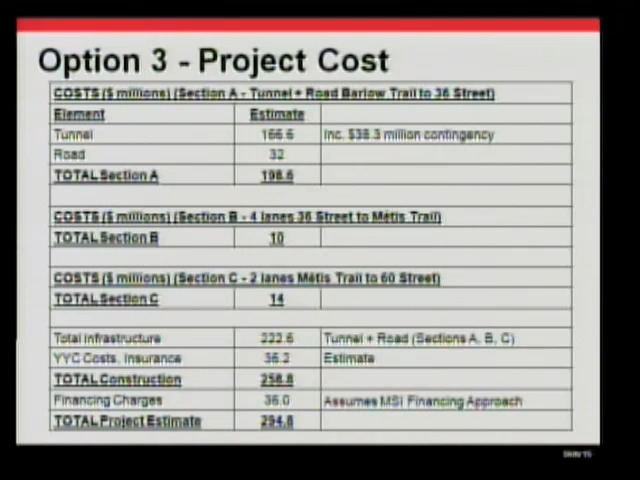 Option 3 - Project Cost
COSTS ($ millions) (Section A - Tunnel + Road Barlow Trail to 36 Street)
Element Estimate
Tunnel 166.6 Inc. $38.3 million contingency
Road 32
TOTAL Section A 198.6
COSTS ($ millions) (Section B - 4 lanes 36 Street to Métis Trail)
TOTAL Section B 10
COSTS ($ millions) (Section C - 2 lanes Métis Trail to 60 Street)
TOTAL Section C 14
Total Infrastructure 222.6 Tunnel + Road (Sections A, B, C)
YYC Costs, Insurance 36.2 Estimate
TOTAL Construction 258.8
Financing Charges 36.0 Assumes MSI Financing Approach
TOTAL Project Estimate 294.8